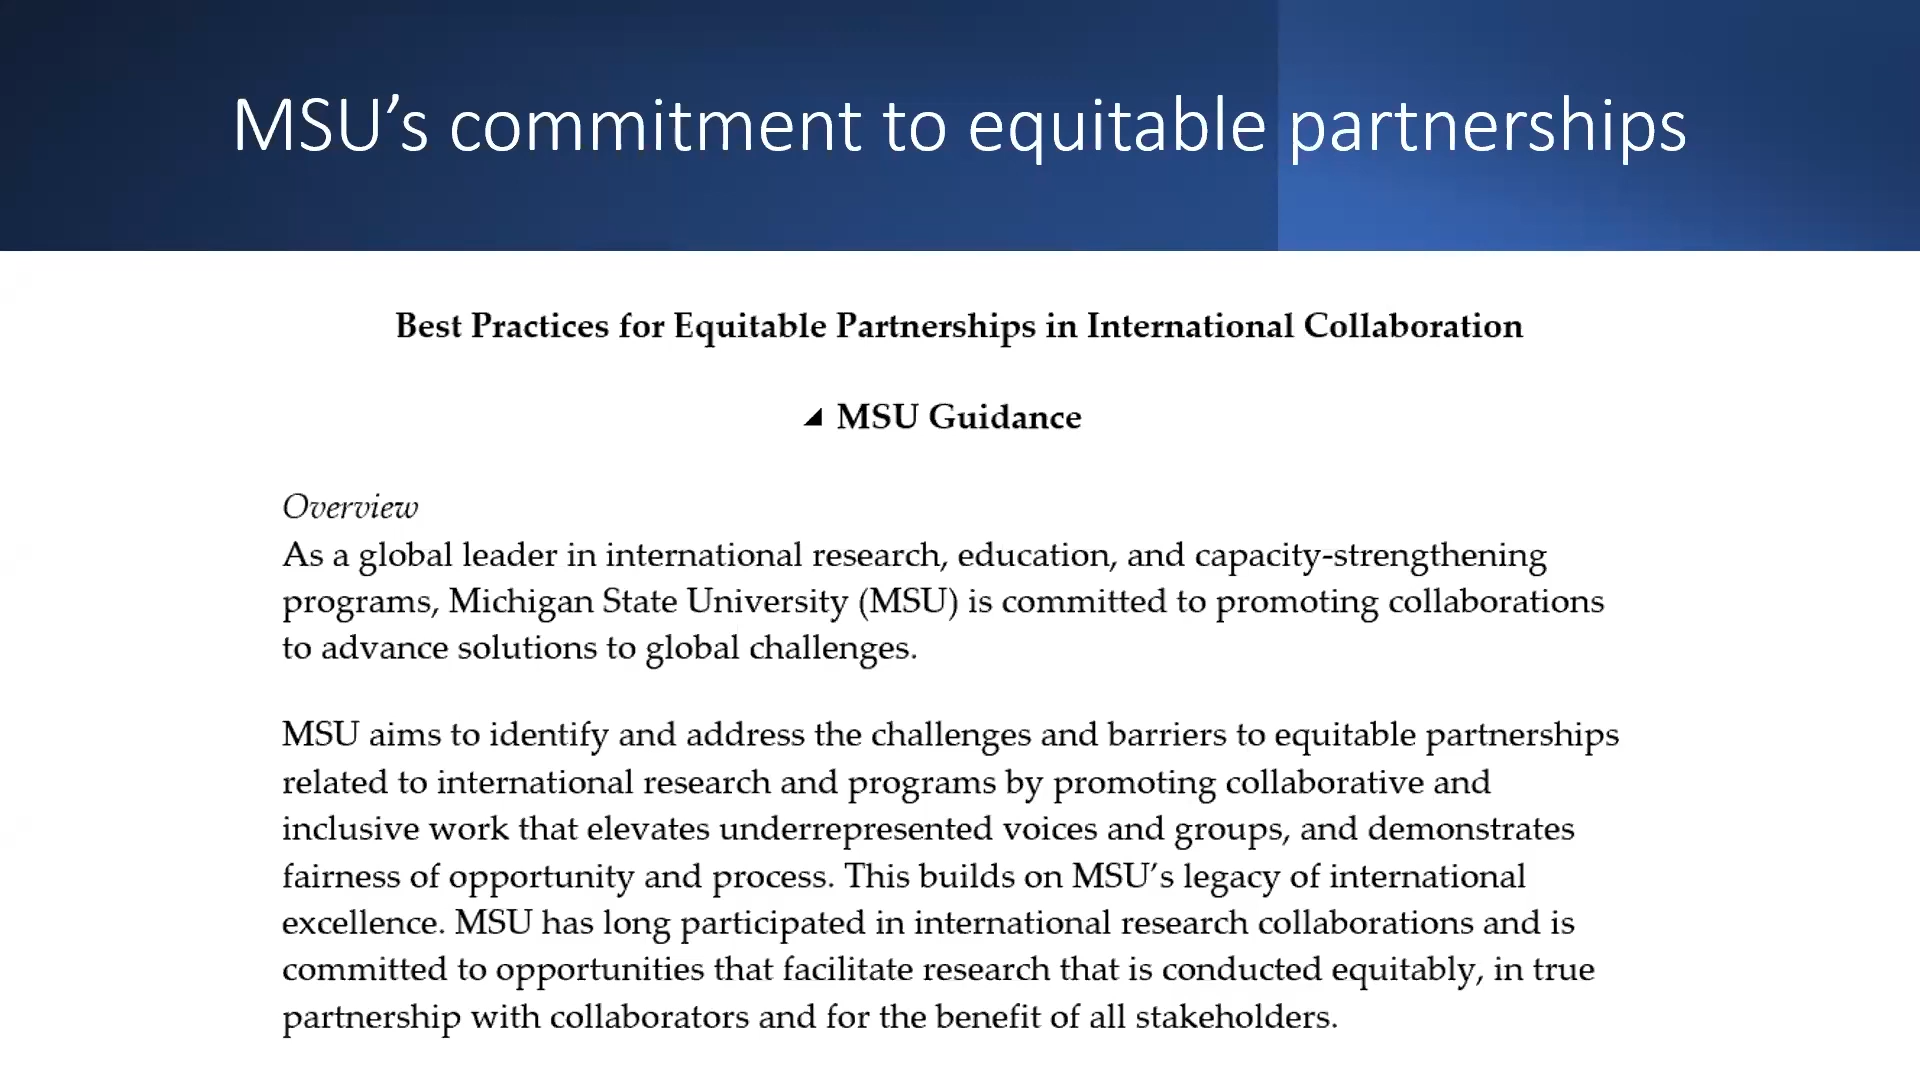 MSU’s commitment to equitable partnerships
Best Practices for Equitable Partnerships in International Collaboration
MSU Guidance
Overview
As a global leader in international research, education, and capacity-strengthening
programs, Michigan State University (MSU) is committed to promoting collaborations
to advance solutions to global challenges.
MSU aims to identify and address the challenges and barriers to equitable partnerships
related to international research and programs by promoting collaborative and
inclusive work that elevates underrepresented voices and groups, and demonstrates
fairness of opportunity and process. This builds on MSU’s legacy of international
excellence. MSU has long participated in international research collaborations and is
committed to opportunities that facilitate research that is conducted equitably, in true
partnership with collaborators and for the benefit of all stakeholders.